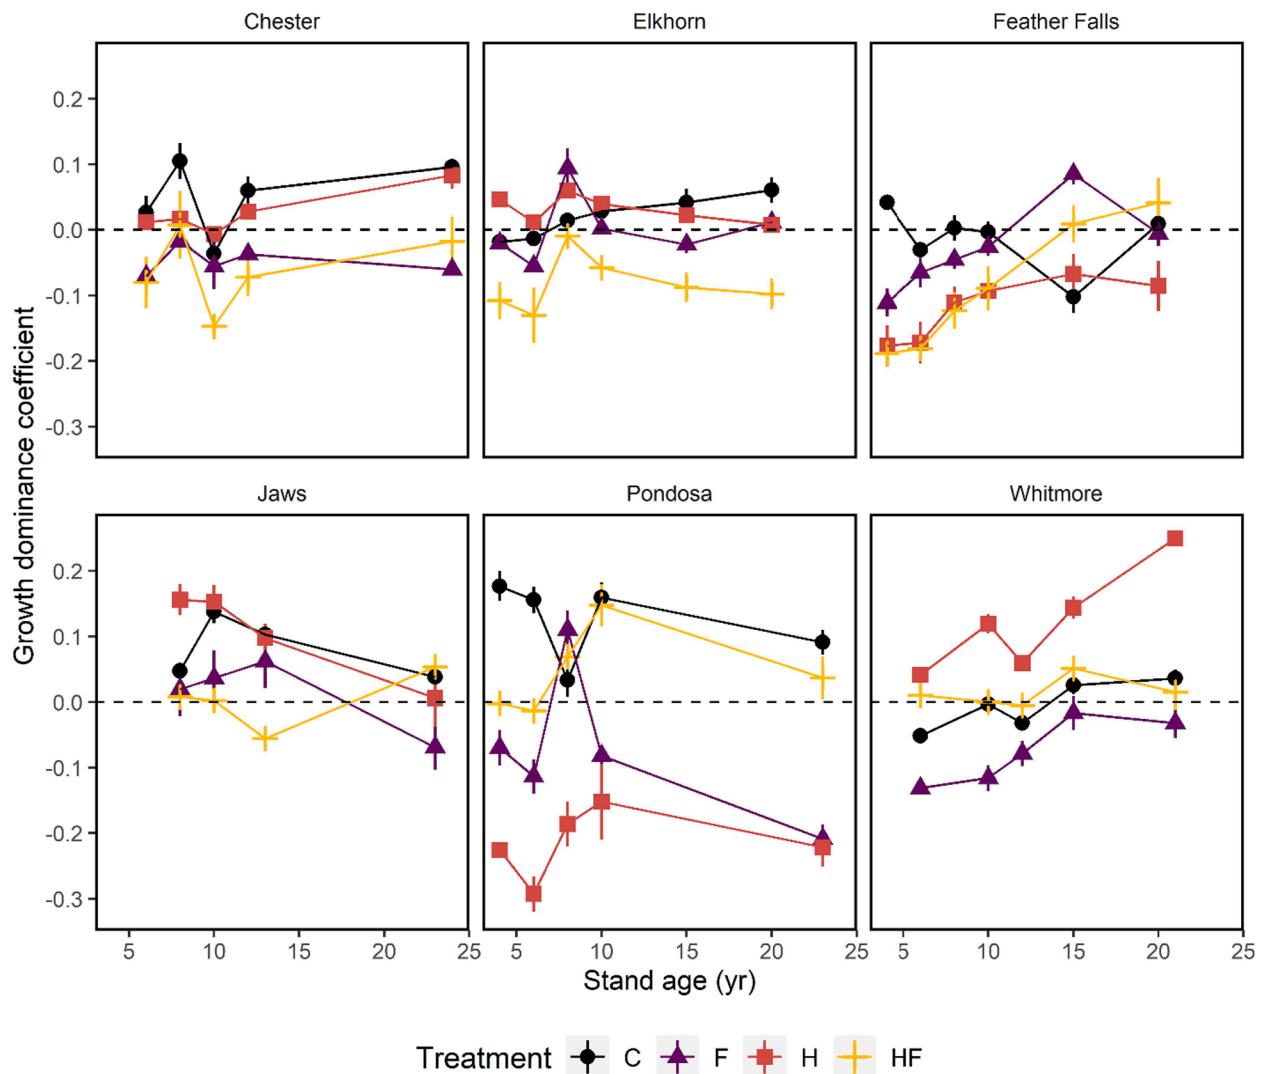 Chester Elkhorn Feather Falls
0.2
0.1
0.0
-0.1
-0.2
-0.3
Jaws Pondosa Whitmore
0.2
0.1
0.0
-0.1
-0.2
-0.3
Growth dominance coefficient
5 10 15 20 25 5 10 15 20 25 5 10 15 20 25
Stand age (yr)
Treatment C F H HF